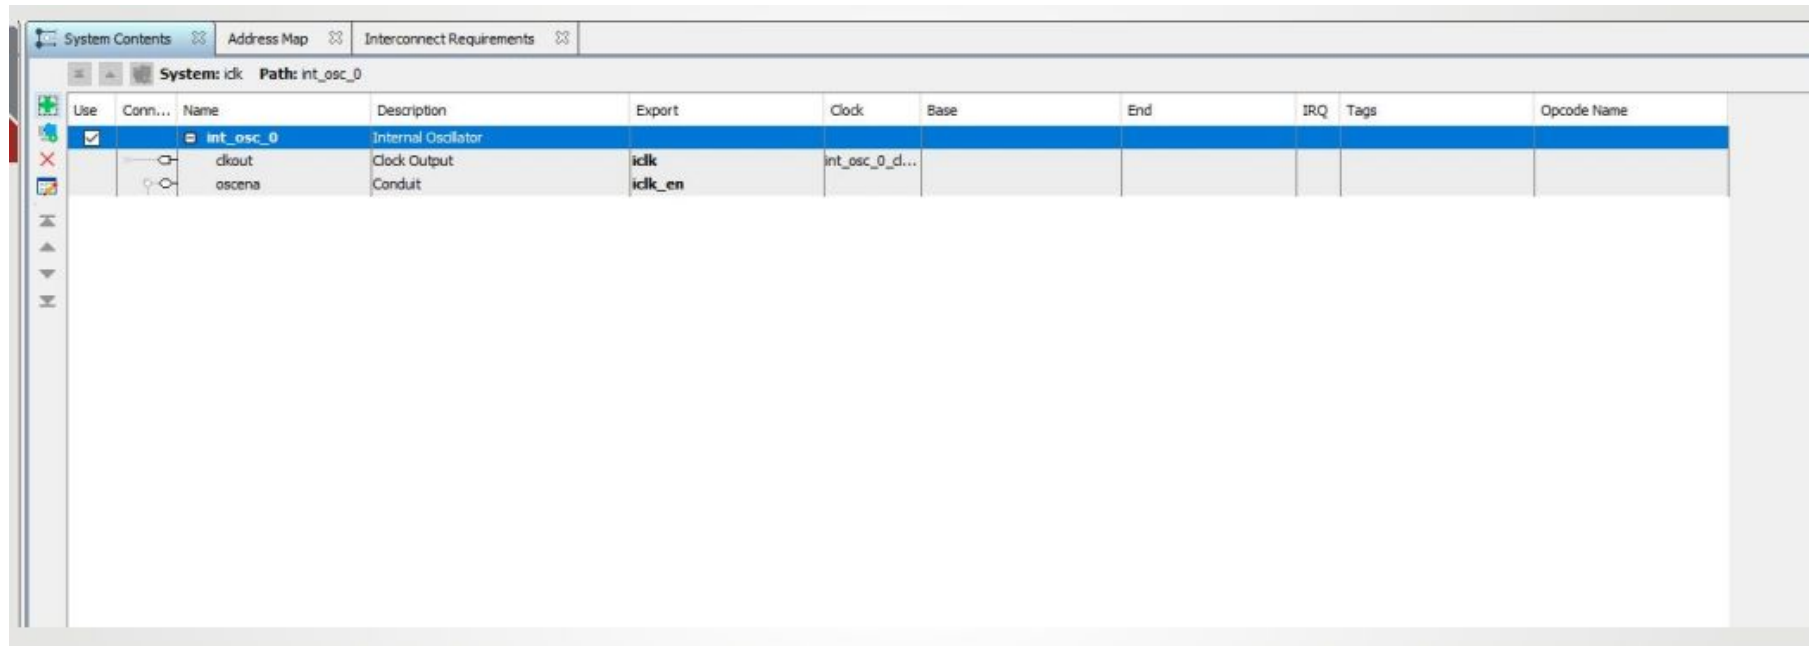 System Contents Address Map Interconnect Requirements
System: iclk Path: int_osc_0
Use Conn... Name Description Export Clock Base End IRQ Tags Opcode Name
int_osc_0 Internal Oscillator
clkout Clock Output iclk int_osc_0_cl...
oscena Conduit iclk_en